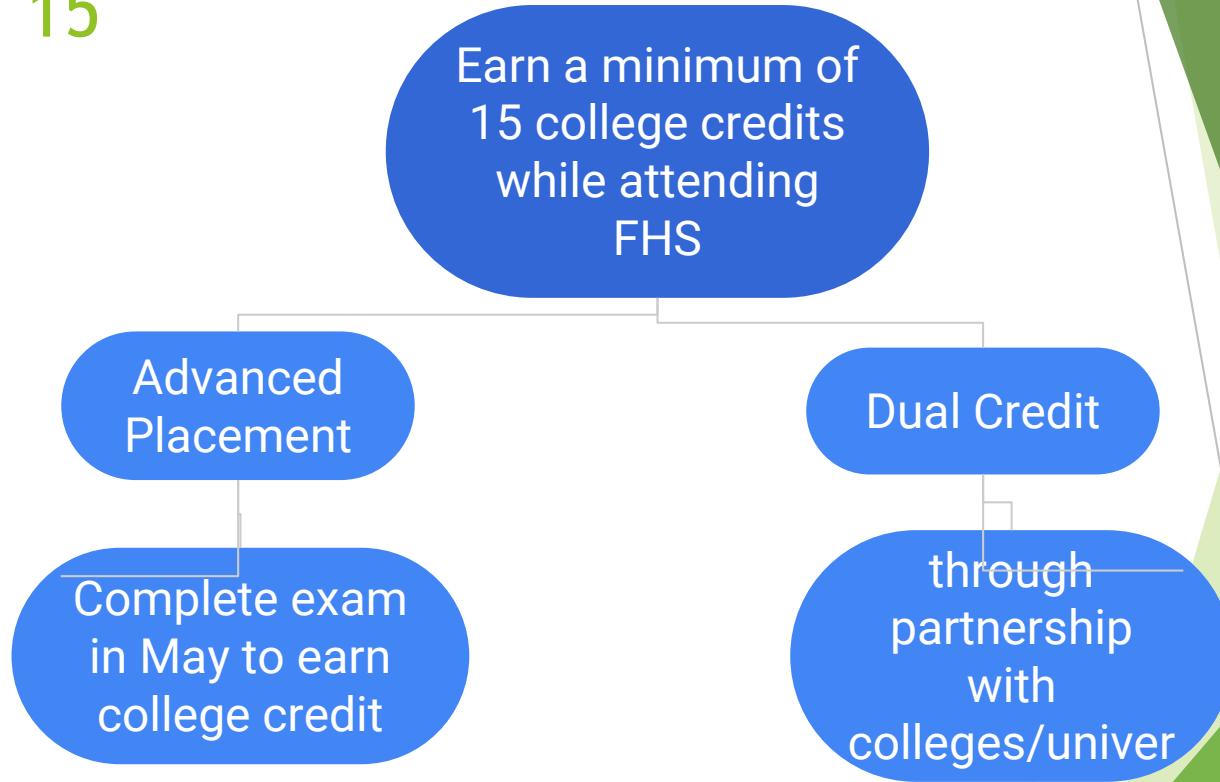 15
Earn a minimum of
15 college credits
while attending
FHS
Advanced
Placement
Dual Credit
Complete exam
in May to earn
college credit
through
partnership
with
colleges/univer